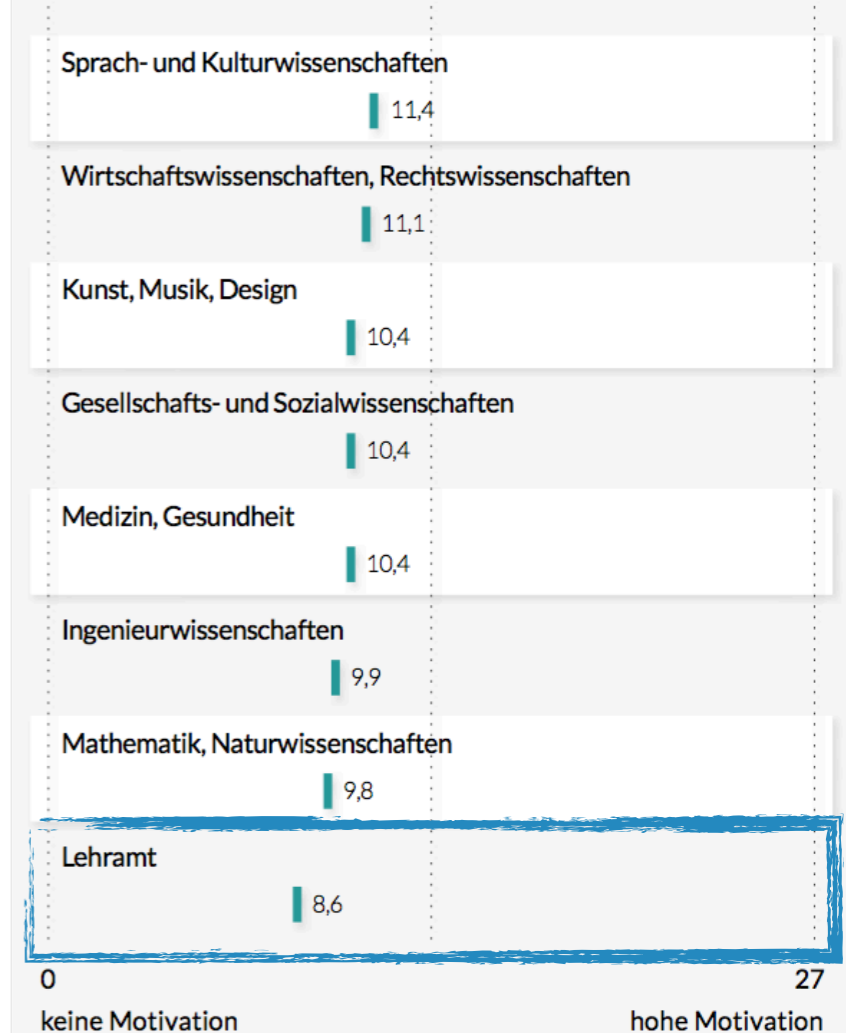 Sprach- und Kulturwissenschaften
11,4
Wirtschaftswissenschaften, Rechtswissenschaften
11,1
Kunst, Musik, Design
10,4
Gesellschafts- und Sozialwissenschaften
10,4
Medizin, Gesundheit
10,4
Ingenieurwissenschaften
9,9
Mathematik, Naturwissenschaften
9,8
Lehramt
8,6
0 27
keine Motivation hohe Motivation